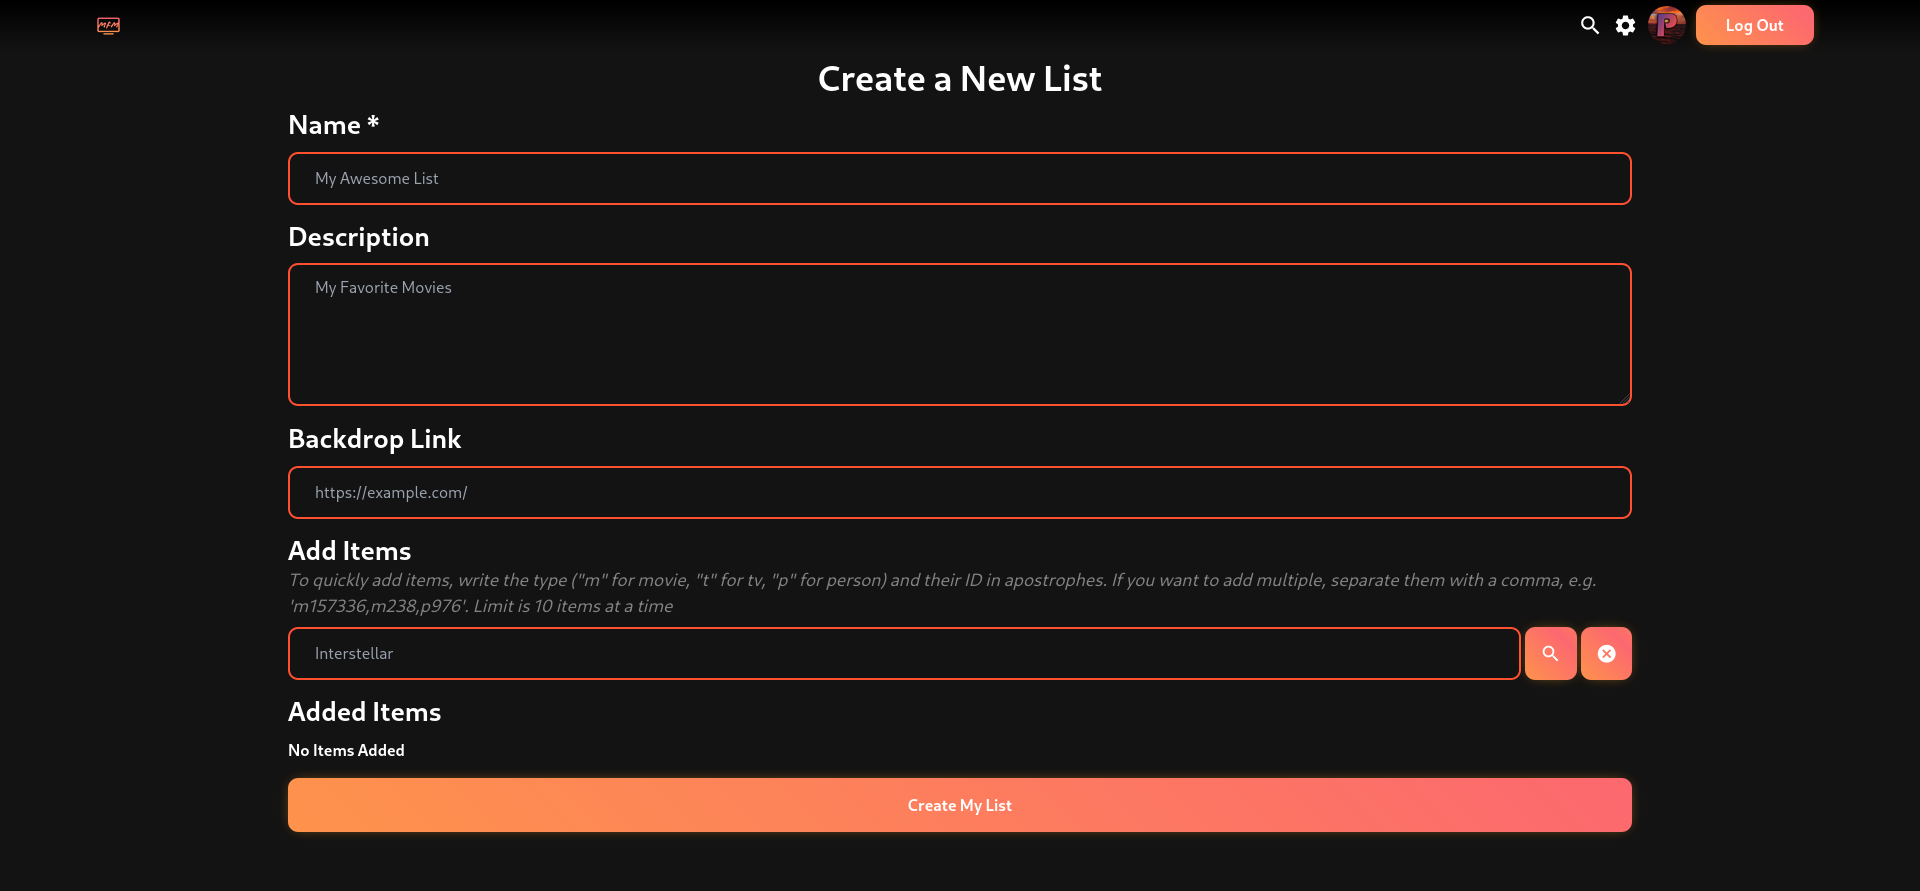 MFM
P
Log Out
Create a New List
Name *
My Awesome List
Description
My Favorite Movies
Backdrop Link
https://example.com/
Add Items
To quickly add items, write the type ("m" for movie, "t" for tv, "p" for person) and their ID in apostrophes. If you want to add multiple, separate them with a comma, e.g.
'm157336,m238,p976'. Limit is 10 items at a time
Interstellar
Added Items
No Items Added
Create My List